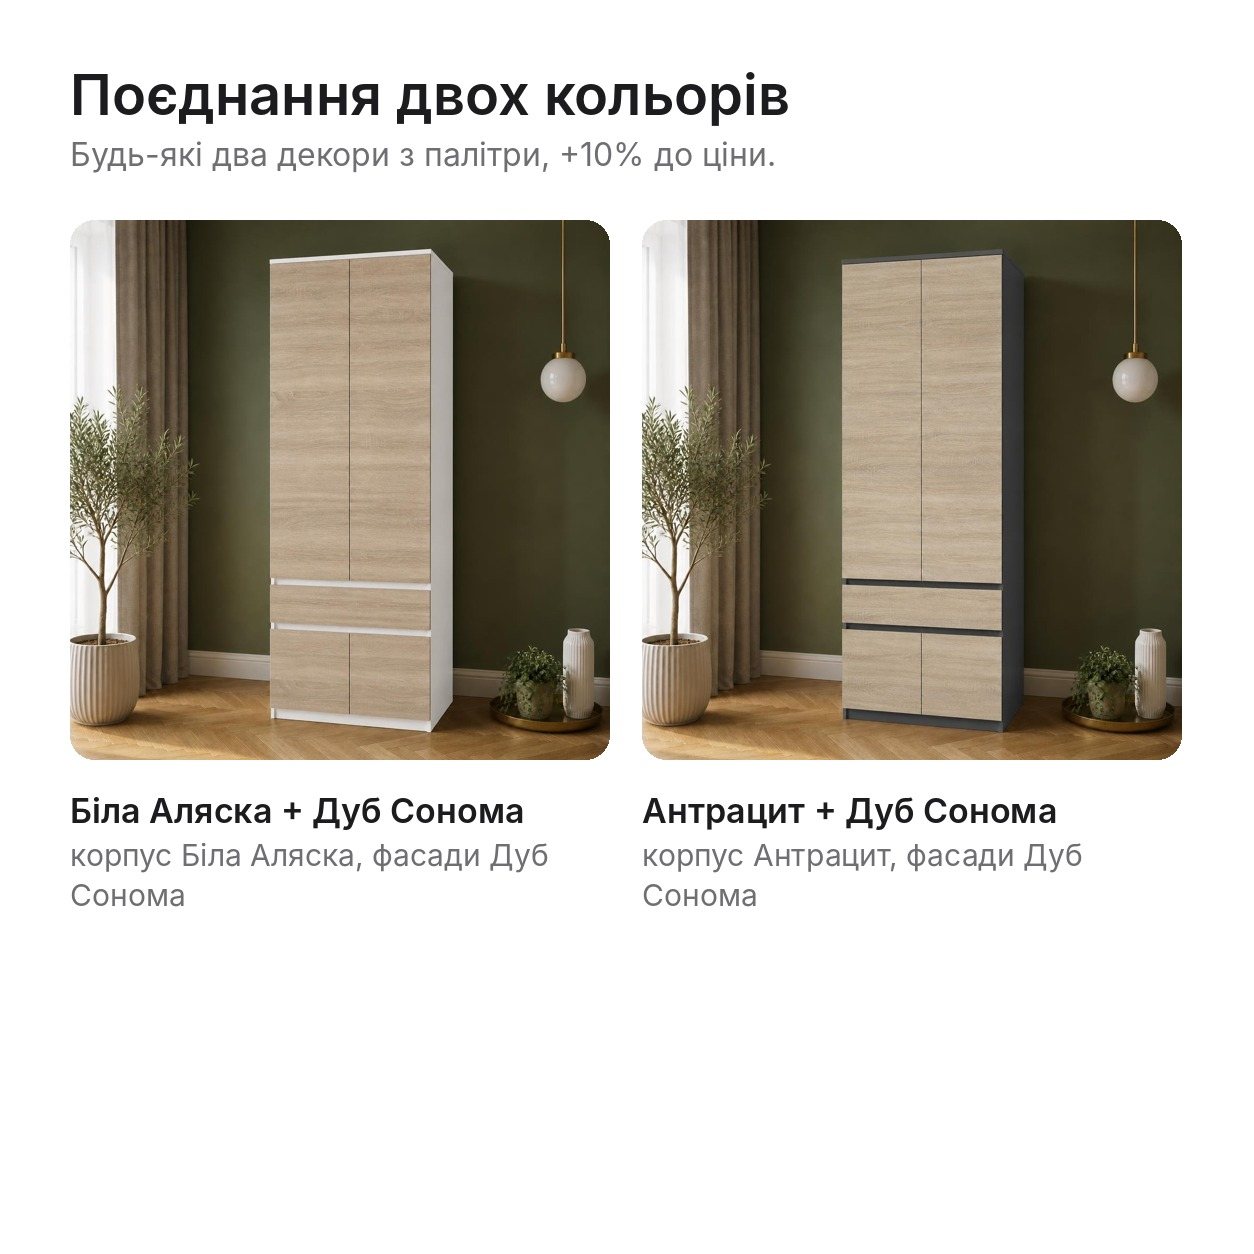 Поєднання двох кольорів
Будь-які два декори з палітри, +10% до ціни.
Біла Аляска + Дуб Сонома
корпус Біла Аляска, фасади Дуб
Сонома
Антрацит + Дуб Сонома
корпус Антрацит, фасади Дуб
Сонома